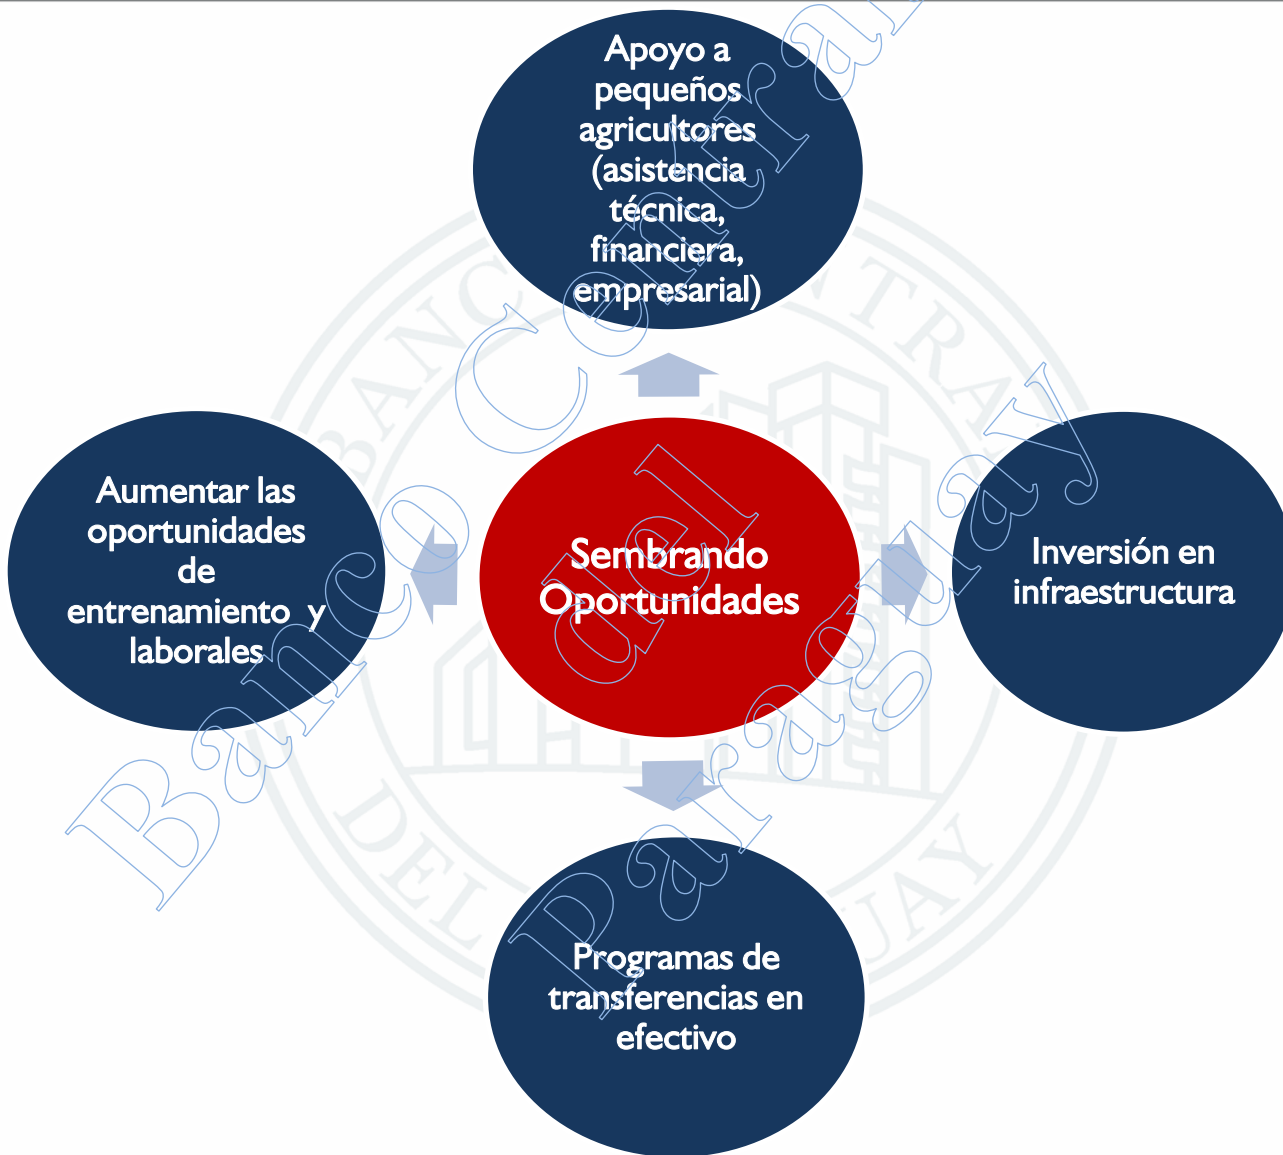 Apoyo a
pequeños
agricultores
(asistencia
técnica,
financiera,
empresarial)
Aumentar las
oportunidades
de
entrenamiento y
laborales
Sembrando
Oportunidades
Inversión en
infraestructura
Programas de
transferencias en
efectivo
Banco Central
del
Paraguay